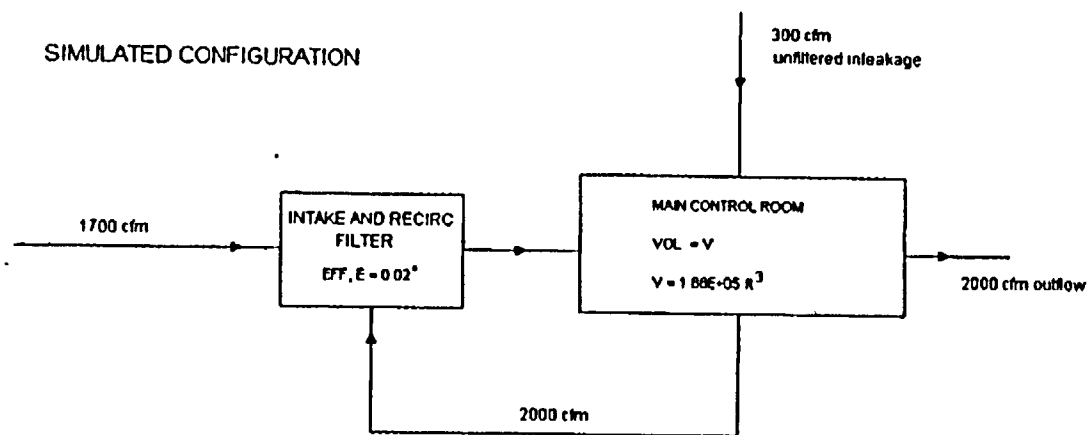 SIMULATED CONFIGURATION
300 cfm
unfiltered inleakage
1700 cfm
INTAKE AND RECIRC
FILTER
EFF, E = 0.02*
MAIN CONTROL ROOM
VOL = V
V = 1.88E+05 ft³
2000 cfm outflow
2000 cfm